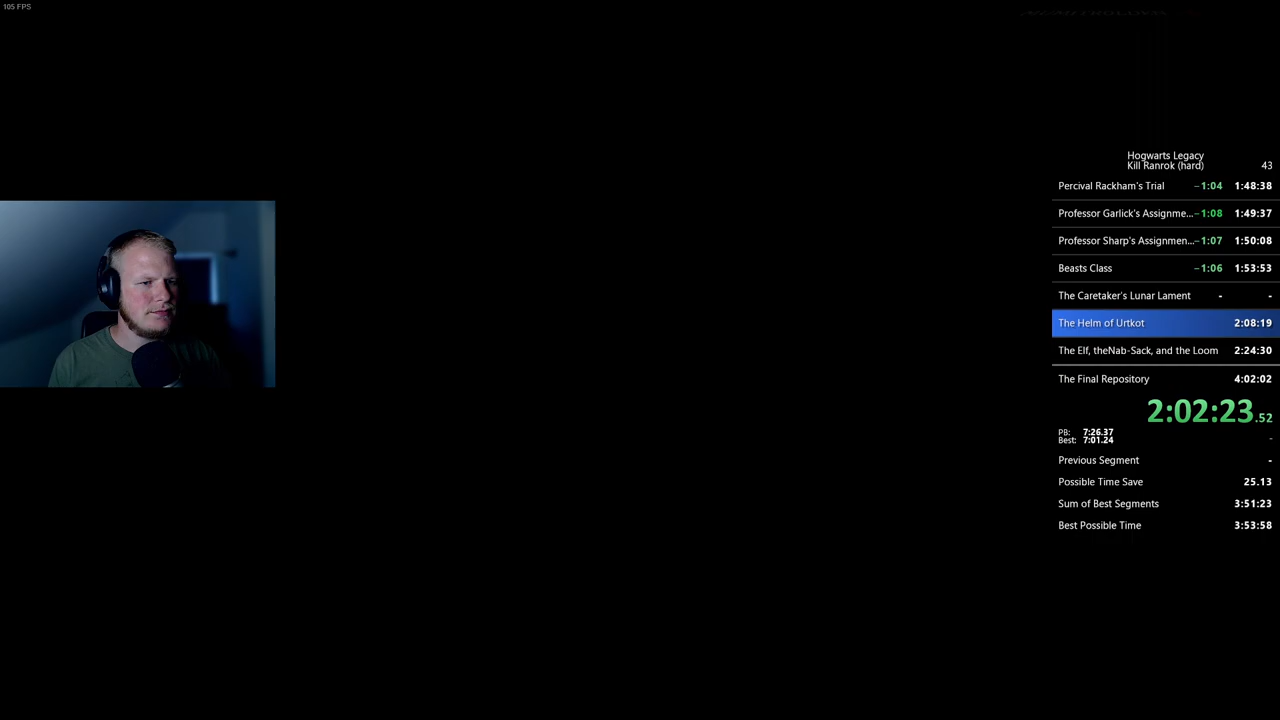 105 FPS
Hogwarts Legacy
Kill Ranrok (hard) 43
Percival Rackham's Trial -1:04 1:48:38
Professor Garlick's Assignme... -1:08 1:49:37
Professor Sharp's Assignmen... -1:07 1:50:08
Beasts Class -1:06 1:53:53
The Caretaker's Lunar Lament - -
The Helm of Urtkot 2:08:19
The Elf, theNab-Sack, and the Loom 2:24:30
The Final Repository 4:02:02
2:02:23.52
PB: 7:26.37
Best: 7:01.24 -
Previous Segment -
Possible Time Save 25.13
Sum of Best Segments 3:51:23
Best Possible Time 3:53:58